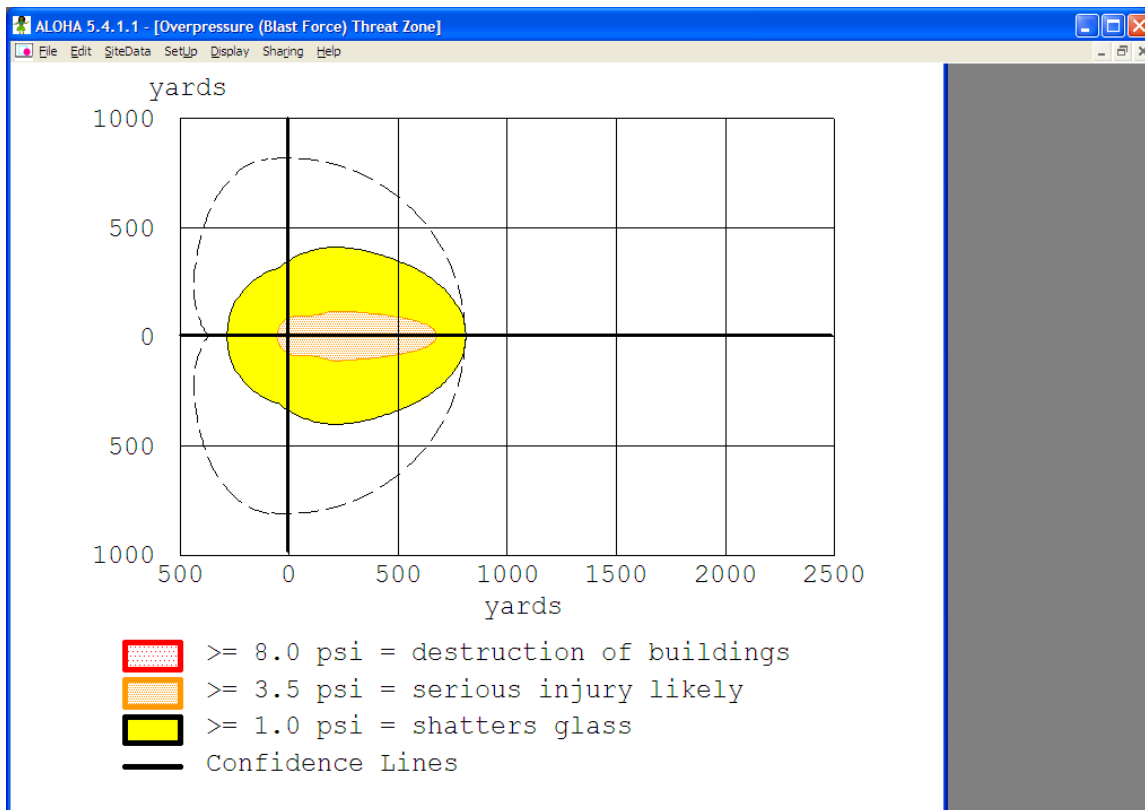 ALOHA 5.4.1.1 - [Overpressure (Blast Force) Threat Zone]
File Edit SiteData SetUp Display Sharing Help
yards
1000
500
0
500
1000
500 0 500 1000 1500 2000 2500
yards
>= 8.0 psi = destruction of buildings
>= 3.5 psi = serious injury likely
>= 1.0 psi = shatters glass
Confidence Lines